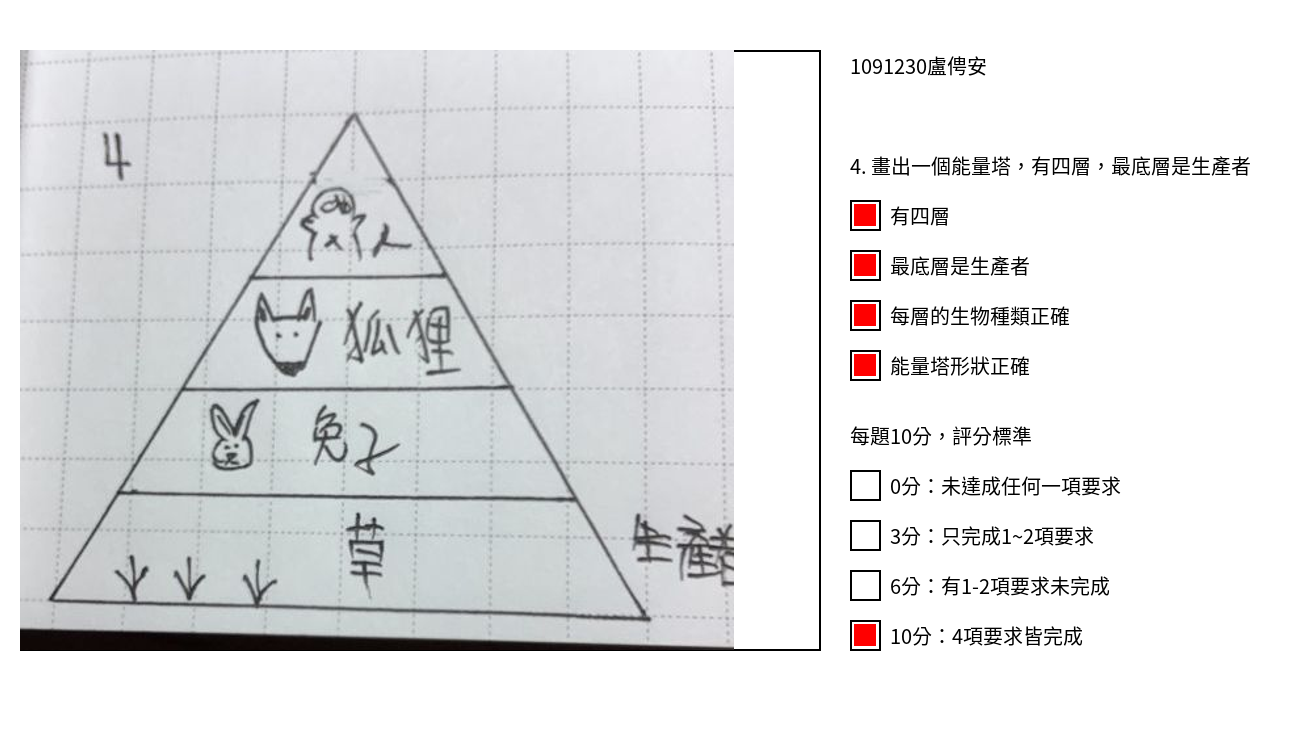 4
人
狐狸
兔子
草
生產者
1091230盧俜安
4. 畫出一個能量塔，有四層，最底層是生產者
有四層
最底層是生產者
每層的生物種類正確
能量塔形狀正確
每題10分，評分標準
0分：未達成任何一項要求
3分：只完成1~2項要求
6分：有1-2項要求未完成
10分：4項要求皆完成